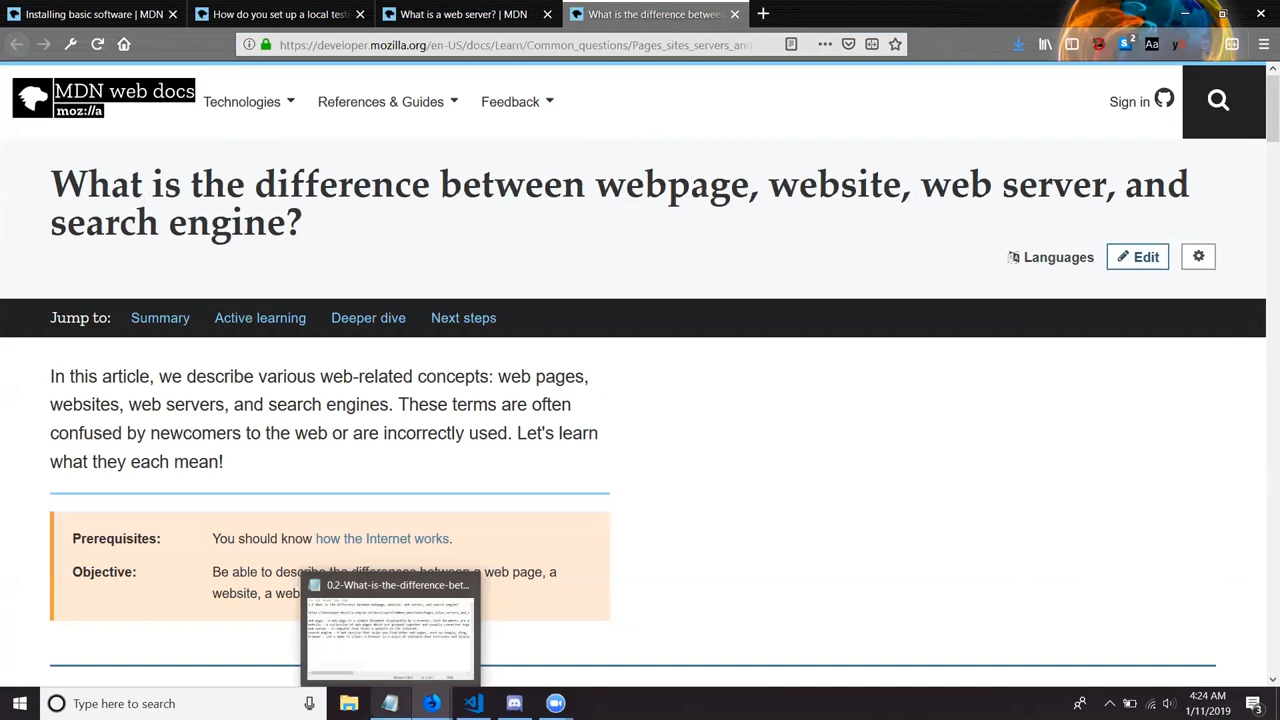 Installing basic software | MDN
How do you set up a local test
What is a web server? | MDN
What is the difference betwee
https://developer.mozilla.org/en-US/docs/Learn/Common_questions/Pages_sites_servers_an
2
Aa
MDN web docs
moz://a
Technologies
References & Guides
Feedback
Sign in
What is the difference between webpage, website, web server, and
search engine?
Languages
Edit
Jump to:
Summary
Active learning
Deeper dive
Next steps
In this article, we describe various web-related concepts: web pages,
websites, web servers, and search engines. These terms are often
confused by newcomers to the web or are incorrectly used. Let's learn
what they each mean!
Prerequisites:
You should know how the Internet works.
Objective:
Be able to describe the differences between a web page, a
website, a web
0.2-What-is-the-difference-bet...
Type here to search
4:24 AM
1/11/2019
3